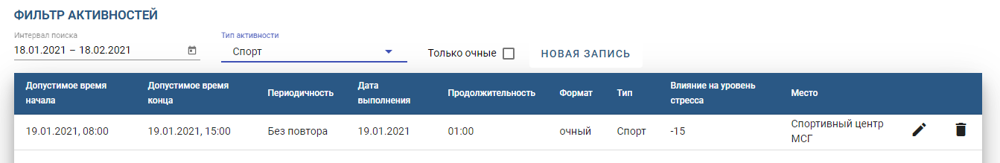 ФИЛЬТР АКТИВНОСТЕЙ
Интервал поиска
18.01.2021 – 18.02.2021
Тип активности
Спорт
Только очные
НОВАЯ ЗАПИСЬ
Допустимое время
начала
Допустимое время
конца
Периодичность
Дата
выполнения
Продолжительность
Формат
Тип
Влияние на уровень
стресса
Место
19.01.2021, 08:00
19.01.2021, 15:00
Без повтора
19.01.2021
01:00
очный
Спорт
-15
Спортивный центр
МСГ